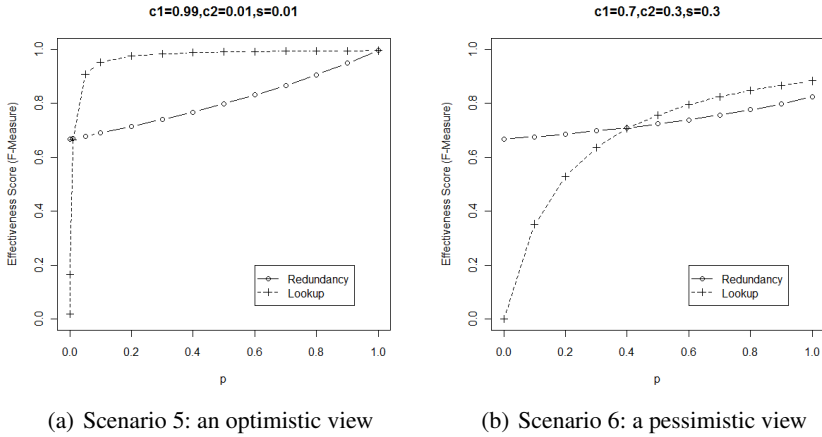 c1=0.99,c2=0.01,s=0.01
Effectiveness Score (F-Measure)
1.0
0.8
0.6
0.4
0.2
0.0
Redundancy
Lookup
0.0 0.2 0.4 0.6 0.8 1.0
p
(a) Scenario 5: an optimistic view
c1=0.7,c2=0.3,s=0.3
Effectiveness Score (F-Measure)
1.0
0.8
0.6
0.4
0.2
0.0
Redundancy
Lookup
0.0 0.2 0.4 0.6 0.8 1.0
p
(b) Scenario 6: a pessimistic view